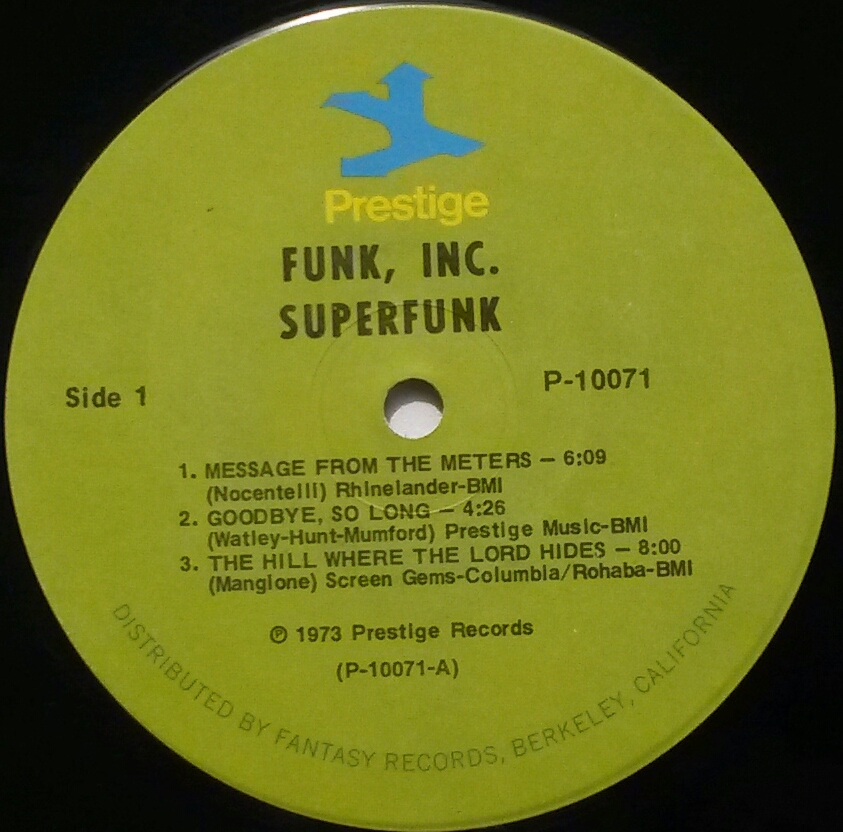 Prestige
FUNK, INC.
SUPERFUNK
Side 1
P-10071
1. MESSAGE FROM THE METERS – 6:09
(Nocentelli) Rhinelander-BMI
2. GOODBYE, SO LONG – 4:26
(Watley-Hunt-Mumford) Prestige Music-BMI
3. THE HILL WHERE THE LORD HIDES – 8:00
(Mangione) Screen Gems-Columbia/Rohaba-BMI
℗ 1973 Prestige Records
(P-10071-A)
DISTRIBUTED BY FANTASY RECORDS, BERKELEY, CALIFORNIA